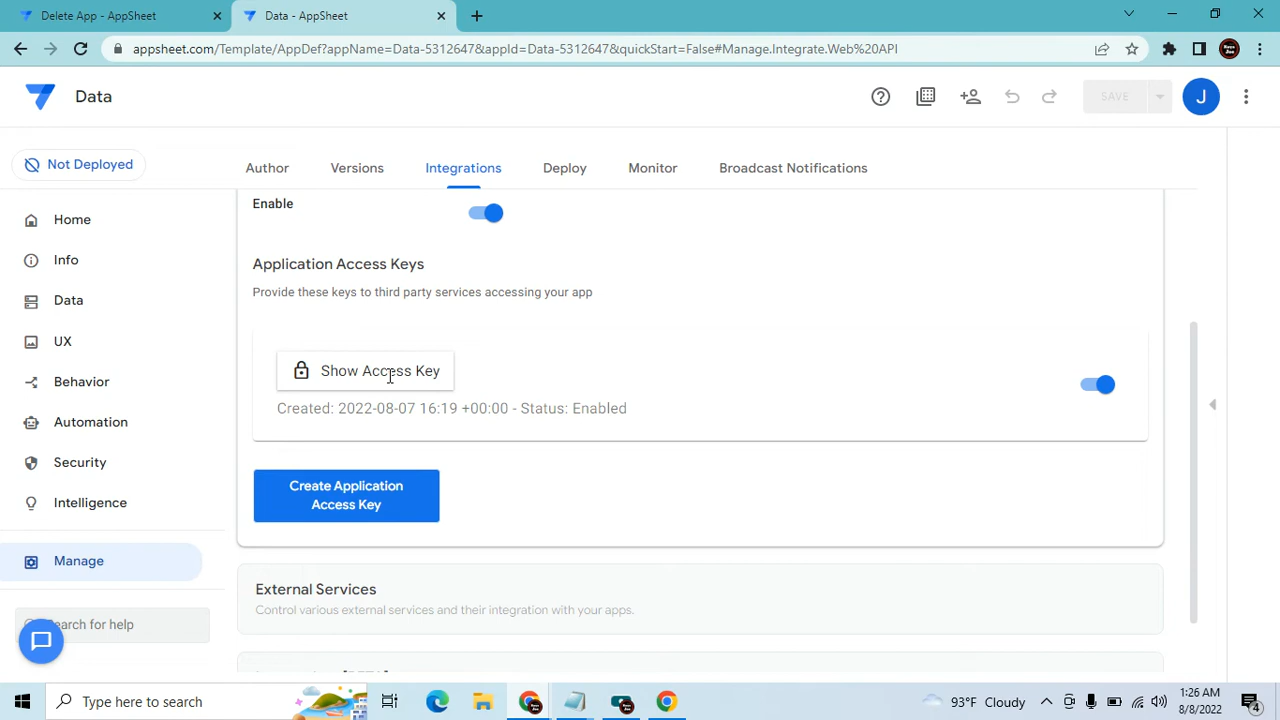 Delete App - AppSheet
Data - AppSheet
appsheet.com/Template/AppDef?appName=Data-5312647&appId=Data-5312647&quickStart=False#Manage.Integrate.Web%20API
Data
SAVE
J
Not Deployed
Author
Versions
Integrations
Deploy
Monitor
Broadcast Notifications
Home
Info
Data
UX
Behavior
Automation
Security
Intelligence
Manage
Search for help
Enable
Application Access Keys
Provide these keys to third party services accessing your app
Show Access Key
Created: 2022-08-07 16:19 +00:00 - Status: Enabled
Create Application
Access Key
External Services
Control various external services and their integration with your apps.
Type here to search
93°F Cloudy
1:26 AM
8/8/2022
4